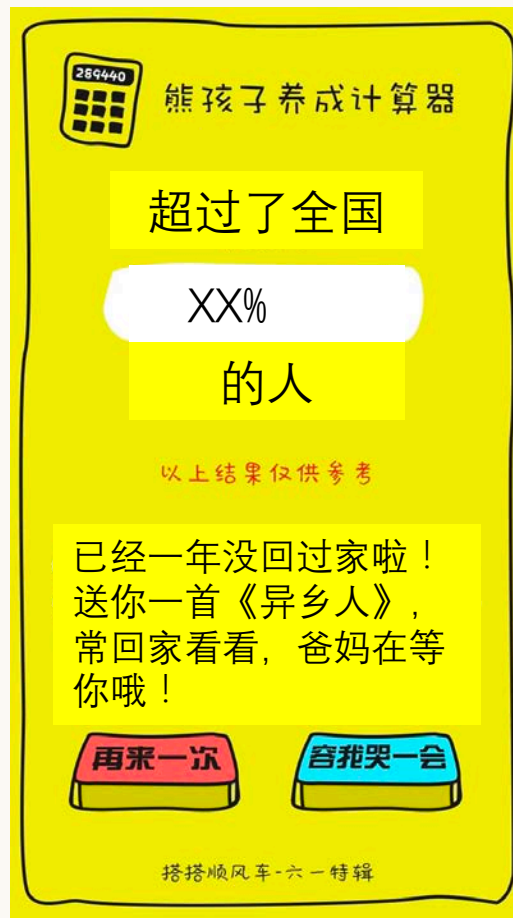 289440
熊孩子养成计算器
超过了全国
XX%
的人
以上结果仅供参考
已经一年没回过家啦！
送你一首《异乡人》，
常回家看看，爸妈在等
你哦！
再来一次
容我哭一会
搭搭顺风车-六一特辑